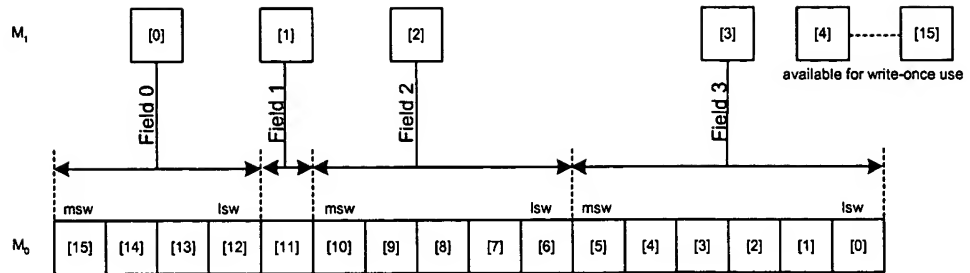 M₁ [0] [1] [2] [3] [4] [15]
available for write-once use
Field 0 Field 1 Field 2 Field 3
msw lsw msw lsw msw lsw
M₀ [15] [14] [13] [12] [11] [10] [9] [8] [7] [6] [5] [4] [3] [2] [1] [0]